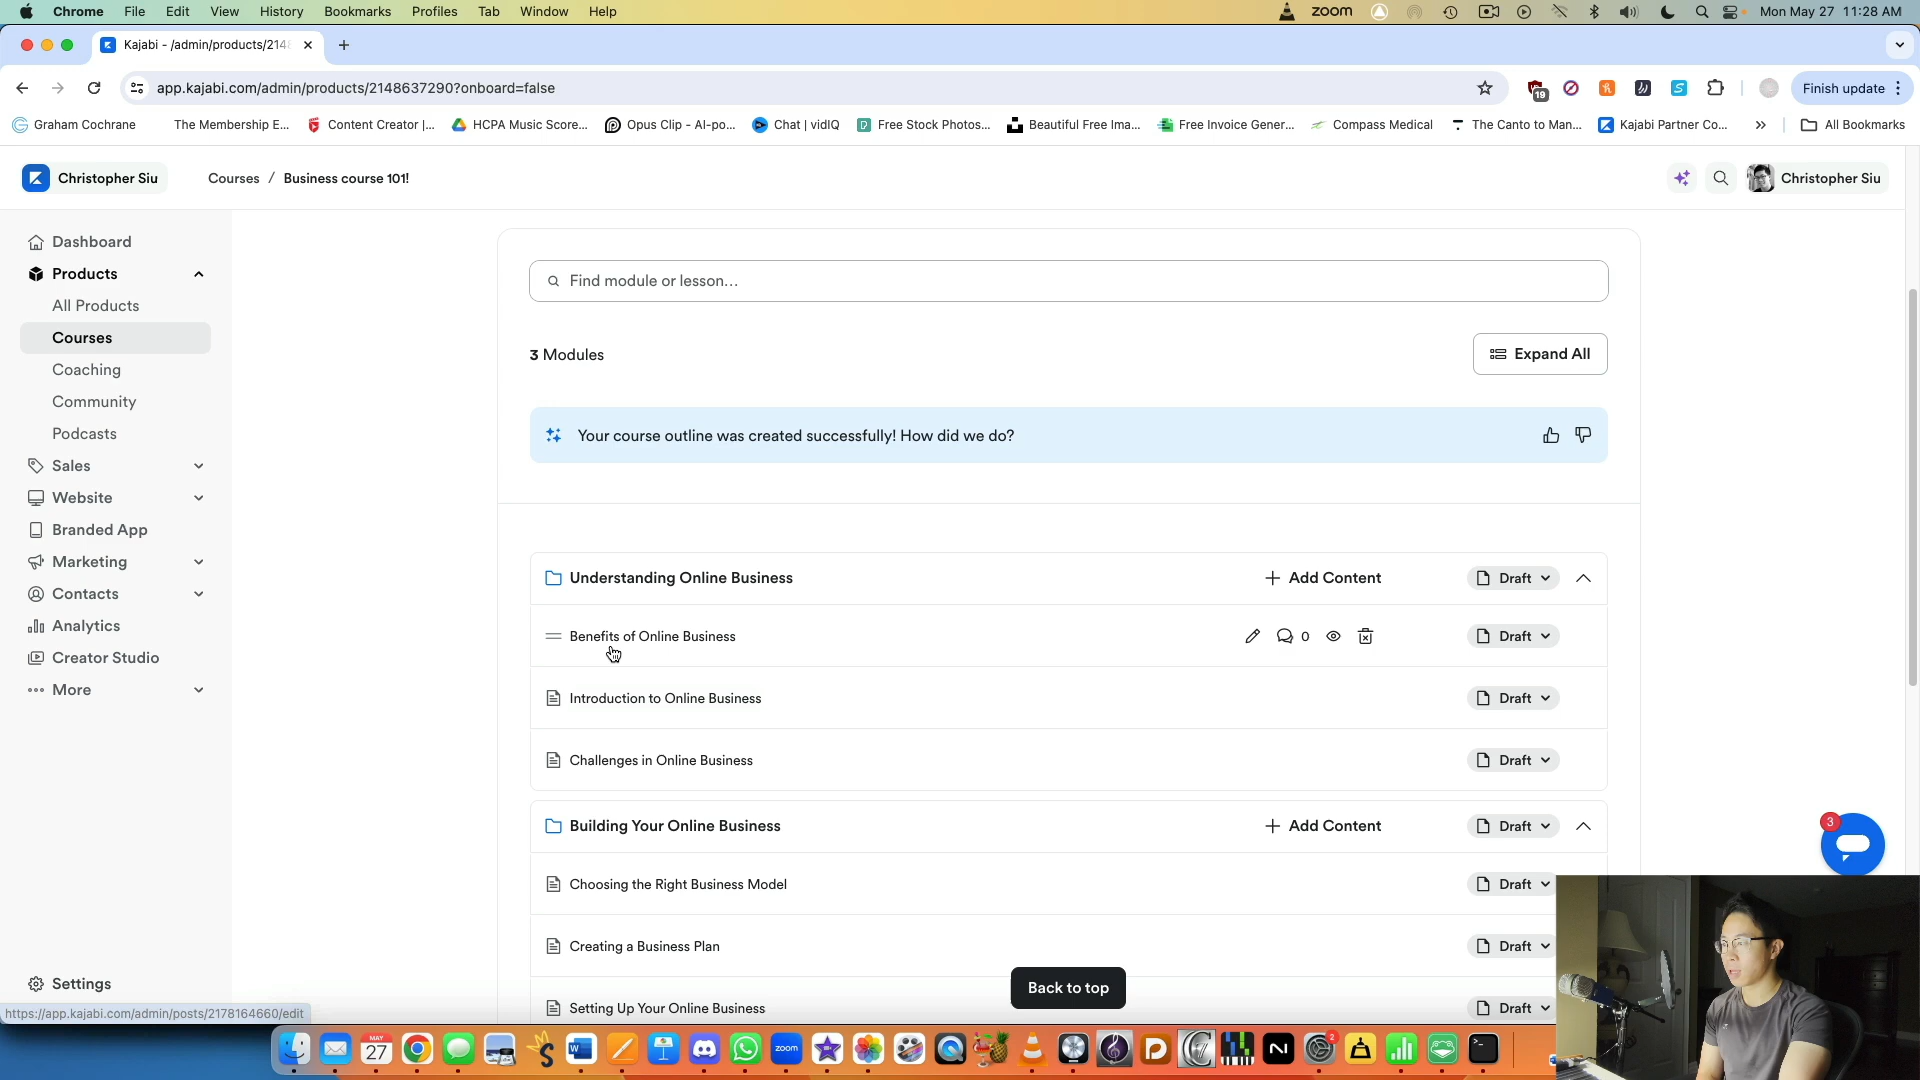 Chrome File Edit View History Bookmarks Profiles Tab Window Help zoom Mon May 27 11:28 AM
Kajabi - /admin/products/2148
app.kajabi.com/admin/products/2148637290?onboard=false 19 Finish update
Graham Cochrane The Membership E... Content Creator |... HCPA Music Score... Opus Clip - AI-po... Chat | vidIQ Free Stock Photos... Beautiful Free Ima... Free Invoice Gener... Compass Medical The Canto to Man... Kajabi Partner Co... » All Bookmarks
Christopher Siu Courses / Business course 101! Christopher Siu
Dashboard
Products
All Products
Courses
Coaching
Community
Podcasts
Sales
Website
Branded App
Marketing
Contacts
Analytics
Creator Studio
More
Settings
https://app.kajabi.com/admin/posts/2178164660/edit
Find module or lesson...
3 Modules Expand All
Your course outline was created successfully! How did we do?
Understanding Online Business + Add Content Draft
Benefits of Online Business 0 Draft
Introduction to Online Business Draft
Challenges in Online Business Draft
Building Your Online Business + Add Content Draft
3
Choosing the Right Business Model Draft
Creating a Business Plan Draft
Back to top
Setting Up Your Online Business Draft
MAY
27
zoom
2